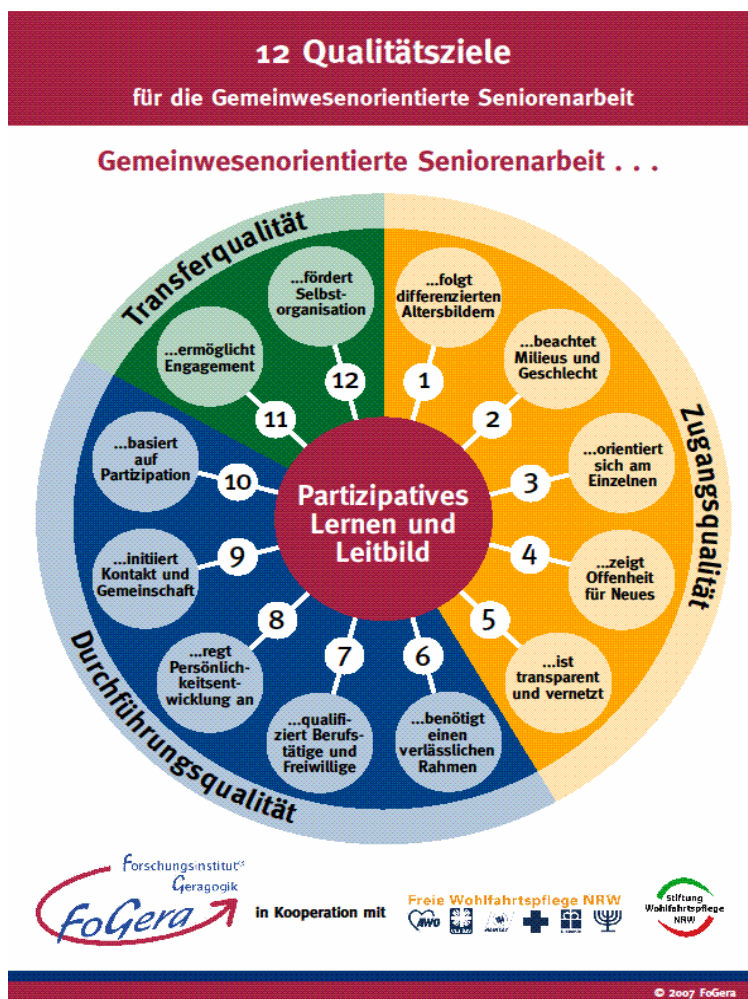 12 Qualitätsziele
für die Gemeinwesenorientierte Seniorenarbeit
Gemeinwesenorientierte Seniorenarbeit . . .
Zugangsqualität
...folgt
differenzierten
Altersbildern
1
...beachtet
Milieus und
Geschlecht
2
...orientiert
sich am
Einzelnen
3
...zeigt
Offenheit
für Neues
4
...ist
transparent
und vernetzt
5
Durchführungsqualität
...benötigt
einen
verlässlichen
Rahmen
6
...qualifi-
ziert Berufs-
tätige und
Freiwillige
7
...regt
Persönlich-
keitsent-
wicklung an
8
...initiiert
Kontakt und
Gemeinschaft
9
...basiert
auf
Partizipation
10
Transferqualität
...ermöglicht
Engagement
11
...fördert
Selbst-
organisation
12
Partizipatives
Lernen und
Leitbild
Forschungsinstitut
Geragogik
FoGera
in Kooperation mit
Freie Wohlfahrtspflege NRW
AWO
Stiftung
Wohlfahrtspflege
NRW
© 2007 FoGera